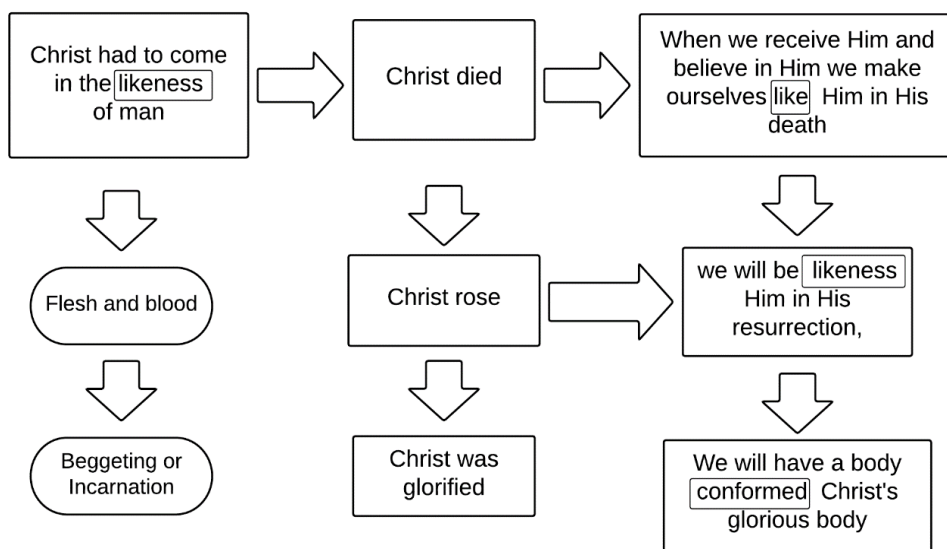 Christ had to come
in the likeness
of man
Christ died
When we receive Him and
believe in Him we make
ourselves like Him in His
death
Flesh and blood
Christ rose
we will be likeness
Him in His
resurrection,
Beggeting or
Incarnation
Christ was
glorified
We will have a body
conformed Christ's
glorious body